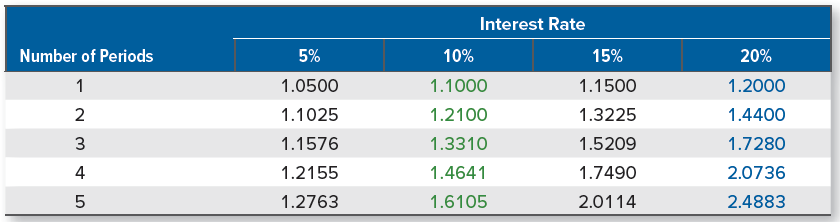 Interest Rate
Number of Periods 5% 10% 15% 20%
1 1.0500 1.1000 1.1500 1.2000
2 1.1025 1.2100 1.3225 1.4400
3 1.1576 1.3310 1.5209 1.7280
4 1.2155 1.4641 1.7490 2.0736
5 1.2763 1.6105 2.0114 2.4883